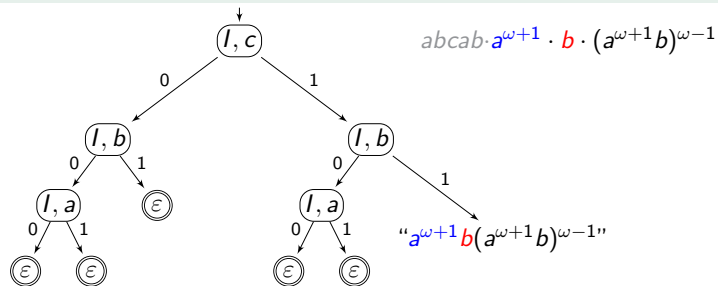 I, c abcab·a^{ω+1} · b · (a^{ω+1}b)^{ω−1}
0 1
I, b I, b
0 1 0 1
I, a ε I, a
0 1 0 1 “a^{ω+1}b(a^{ω+1}b)^{ω−1}”
ε ε ε ε